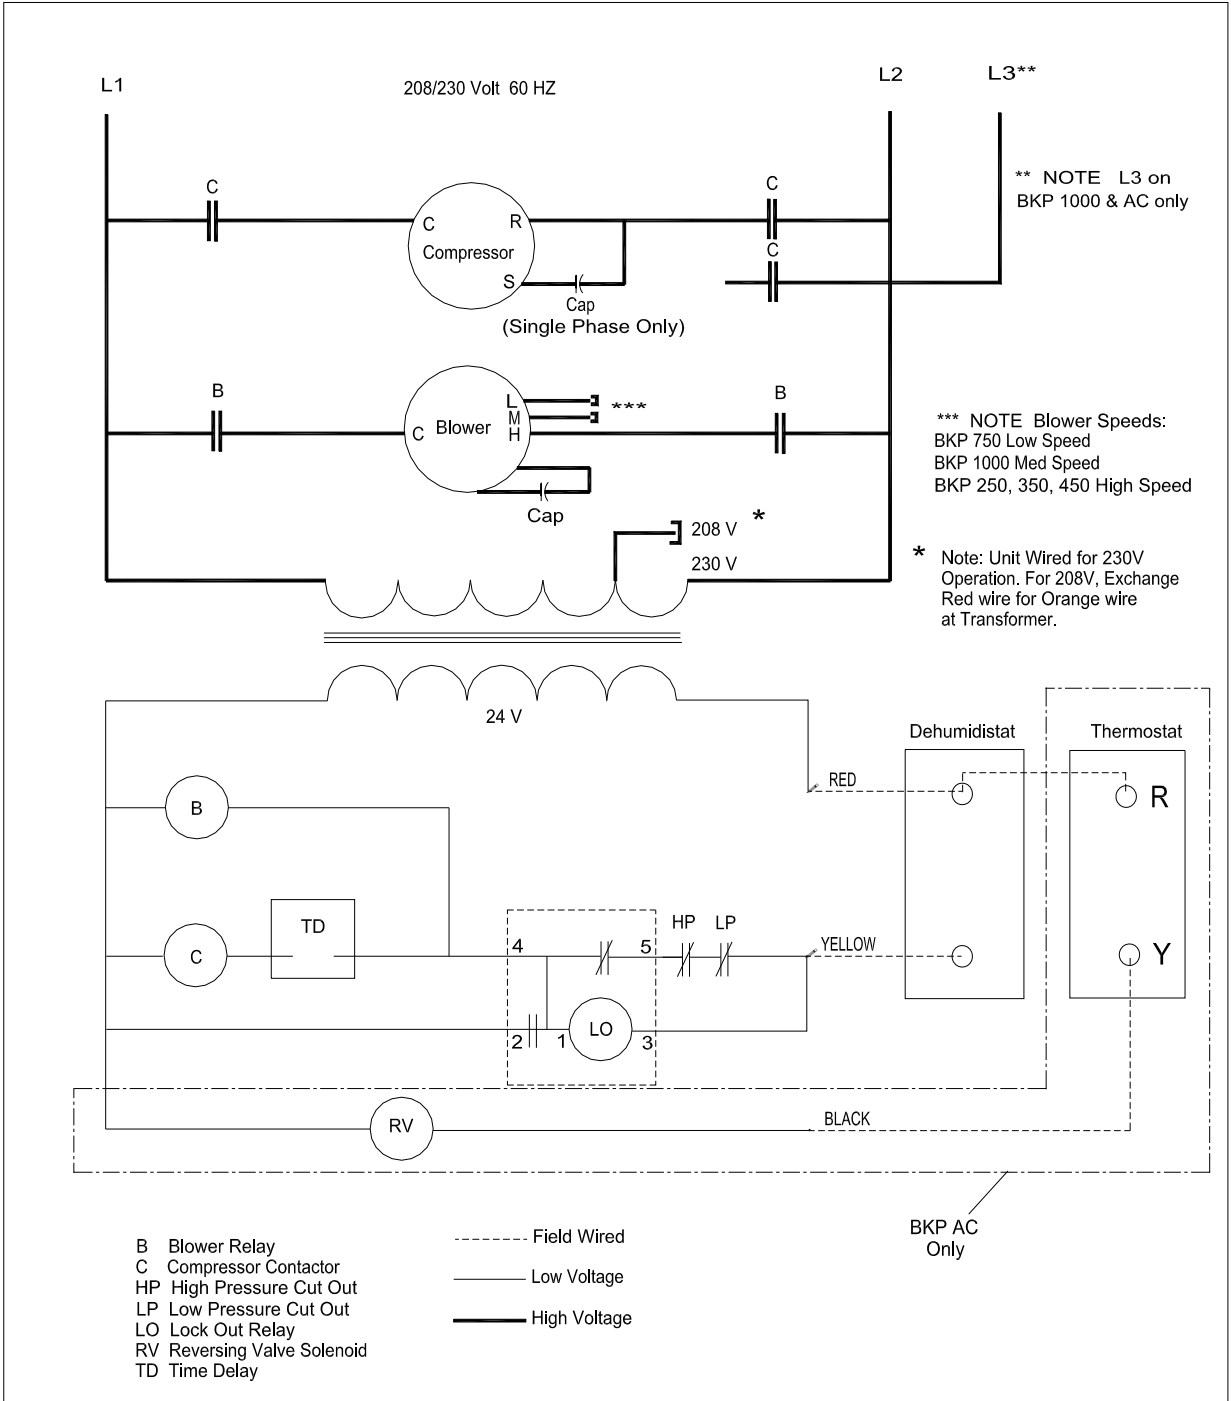 L1
208/230 Volt 60 HZ
L2
L3**
** NOTE L3 on
BKP 1000 & AC only
C
C
C
C
R
Compressor
S
Cap
(Single Phase Only)
B
B
L
M
H
C
Blower
***
Cap
*** NOTE Blower Speeds:
BKP 750 Low Speed
BKP 1000 Med Speed
BKP 250, 350, 450 High Speed
208 V *
230 V
* Note: Unit Wired for 230V
Operation. For 208V, Exchange
Red wire for Orange wire
at Transformer.
24 V
Dehumidistat
Thermostat
RED
R
B
TD
C
4
5
HP
LP
YELLOW
Y
2
1
LO
3
RV
BLACK
BKP AC
Only
B Blower Relay
C Compressor Contactor
HP High Pressure Cut Out
LP Low Pressure Cut Out
LO Lock Out Relay
RV Reversing Valve Solenoid
TD Time Delay
Field Wired
Low Voltage
High Voltage